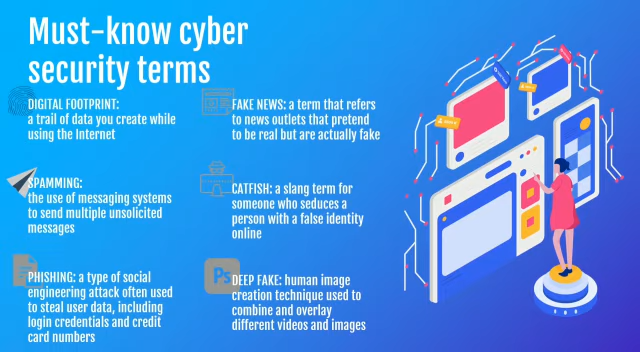 Must-know cyber
security terms
DIGITAL FOOTPRINT:
a trail of data you create while
using the Internet
SPAMMING:
the use of messaging systems
to send multiple unsolicited
messages
PHISHING: a type of social
engineering attack often used
to steal user data, including
login credentials and credit
card numbers
FAKE NEWS: a term that refers
to news outlets that pretend
to be real but are actually fake
CATFISH: a slang term for
someone who seduces a
person with a false identity
online
Ps
DEEP FAKE: human image
creation technique used to
combine and overlay
different videos and images